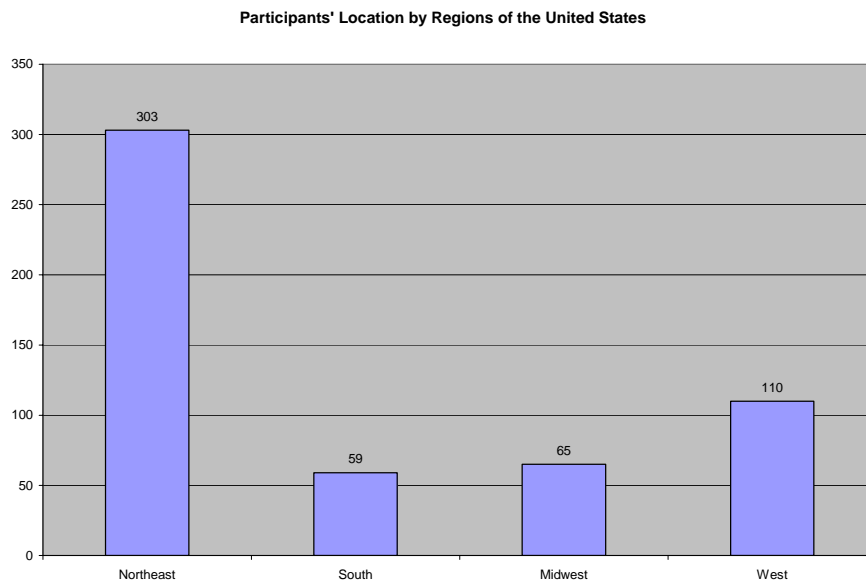 Participants' Location by Regions of the United States
350
300
250
200
150
100
50
0
303
59
65
110
Northeast
South
Midwest
West